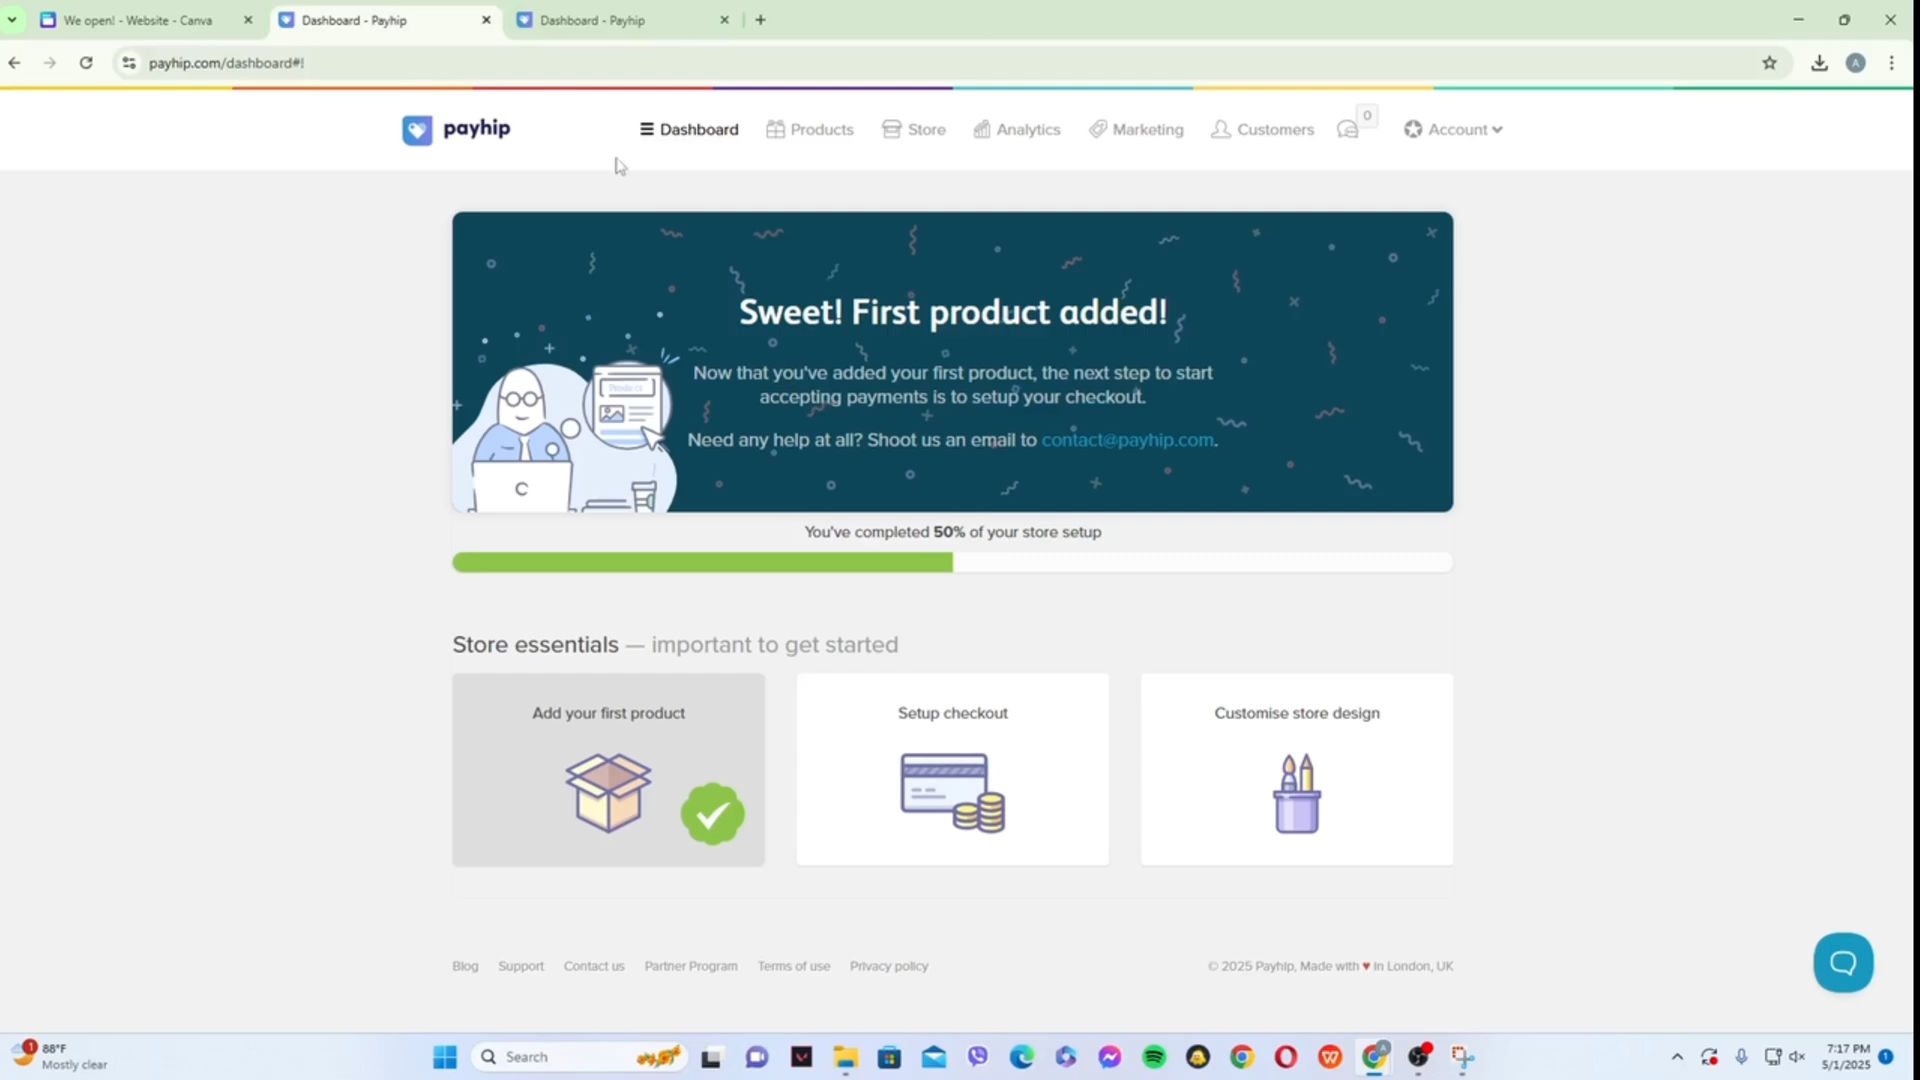 We open! - Website - Canva
Dashboard - Payhip
Dashboard - Payhip
payhip.com/dashboard#!
A
payhip
Dashboard
Products
Store
Analytics
Marketing
Customers
0
Account
Sweet! First product added!
Now that you've added your first product, the next step to start
accepting payments is to setup your checkout.
Need any help at all? Shoot us an email to contact@payhip.com.
Product
C
You've completed 50% of your store setup
Store essentials — important to get started
Add your first product
Setup checkout
Customise store design
Blog
Support
Contact us
Partner Program
Terms of use
Privacy policy
© 2025 Payhip, Made with ♥ in London, UK
1
88°F
Mostly clear
Search
A
7:17 PM
5/1/2025
1